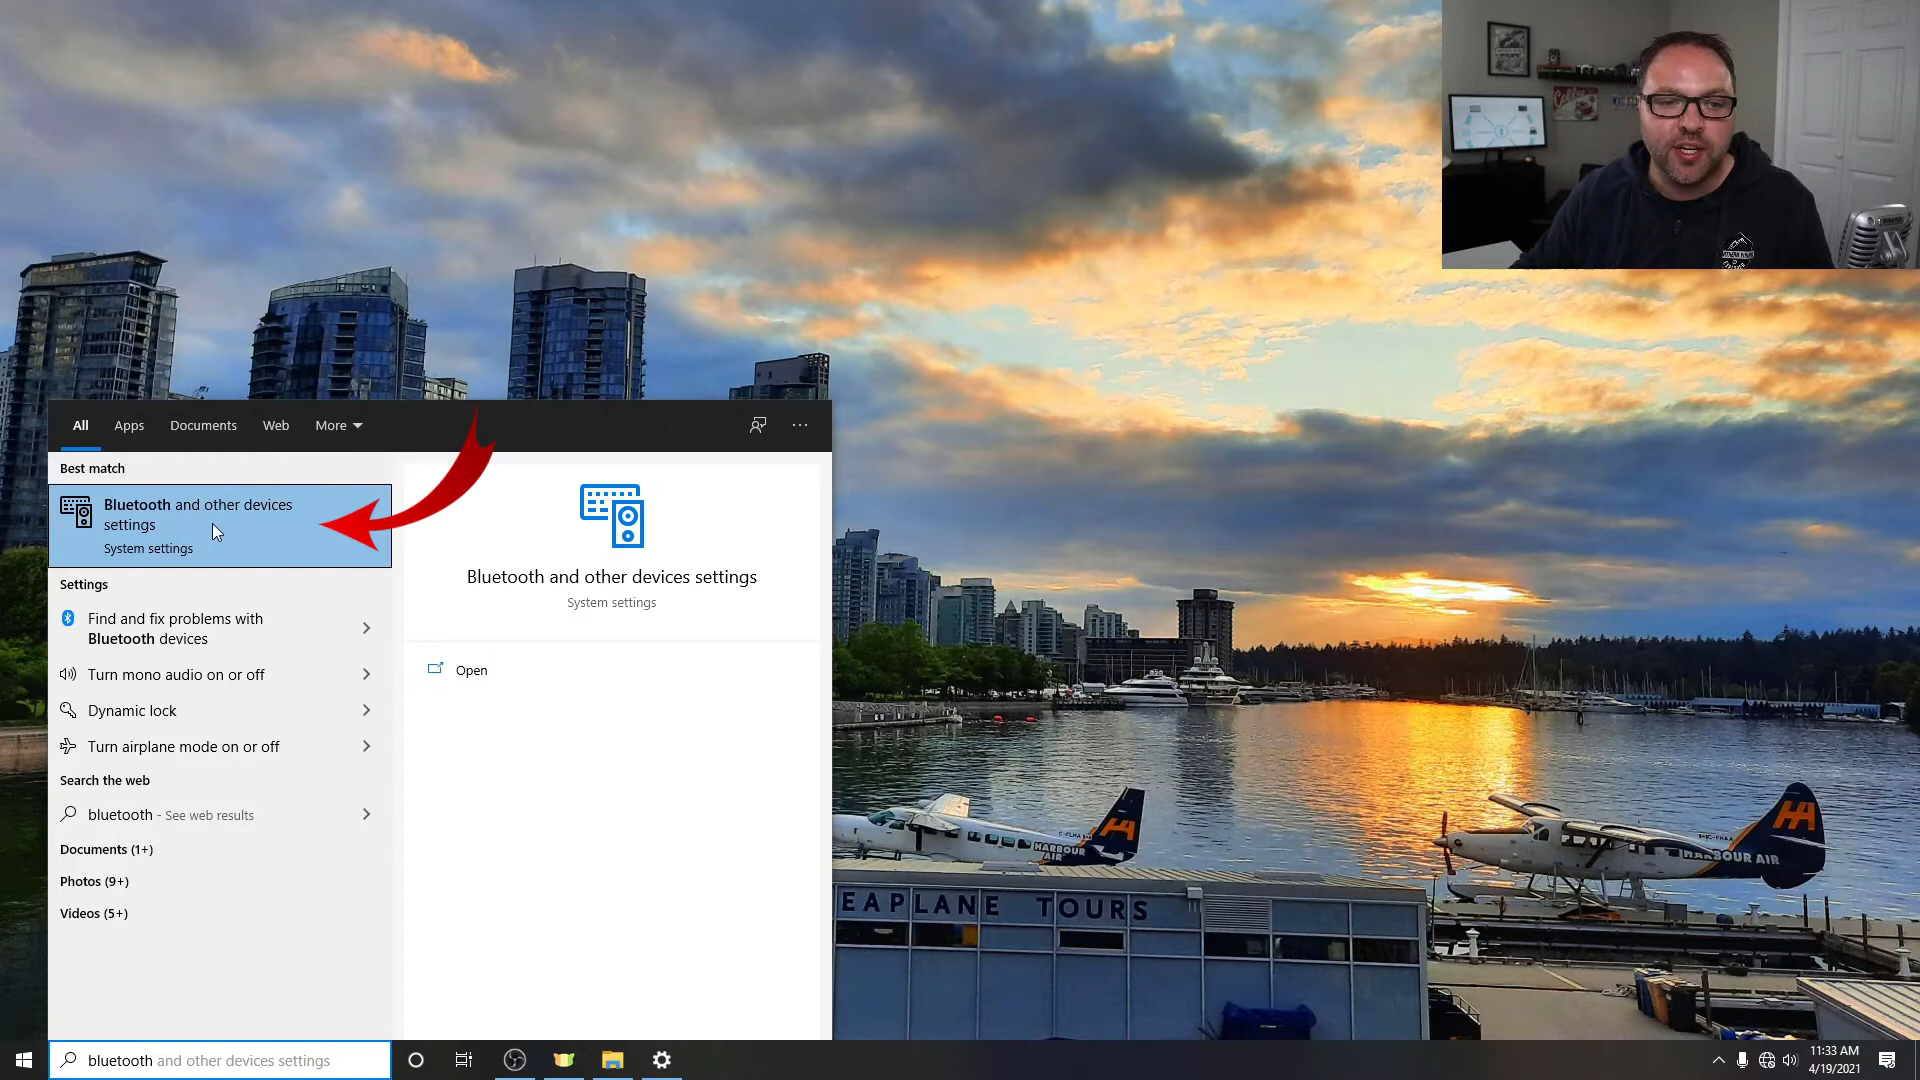 All Apps Documents Web More
Best match
Bluetooth and other devices
settings
System settings
Settings
Find and fix problems with
Bluetooth devices
Turn mono audio on or off
Dynamic lock
Turn airplane mode on or off
Search the web
bluetooth - See web results
Documents (1+)
Photos (9+)
Videos (5+)
Bluetooth and other devices settings
System settings
Open
HARBOUR
AIR
HARBOUR AIR
EAPLANE TOURS
bluetooth and other devices settings
11:33 AM
4/19/2021